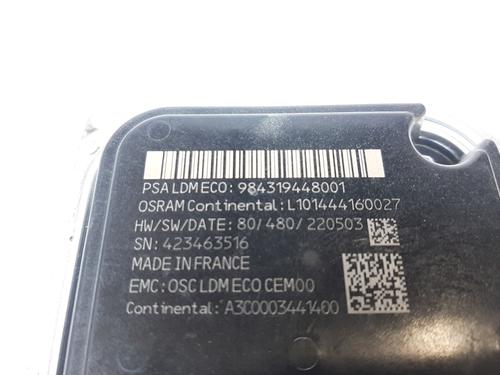 PSA LDM ECO: 984319448001
OSRAM Continental: L101444160027
HW/SW/DATE: 80/480/220503
SN: 423463516
MADE IN FRANCE
EMC: OSC LDM ECO CEM00
Continental: A3C0003441400